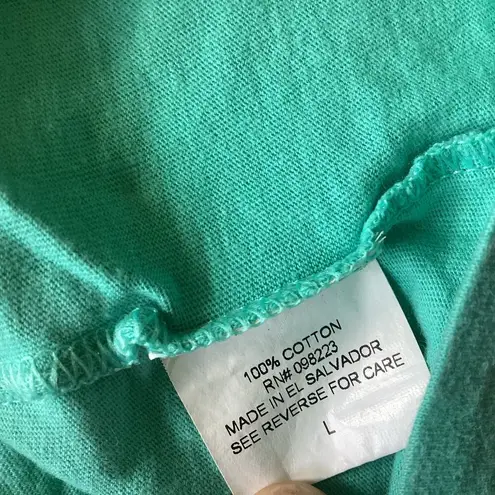 100% COTTON
RN# 098223
MADE IN EL SALVADOR
SEE REVERSE FOR CARE
L